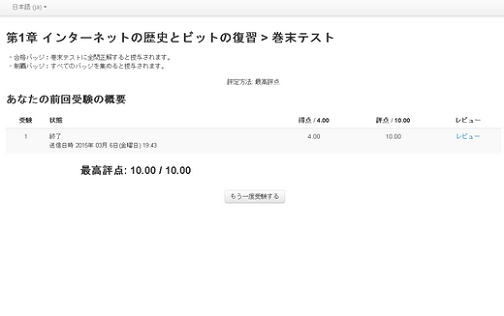 日本語 (ja)
第1章 インターネットの歴史とビットの復習 > 巻末テスト
・合格バッジ：巻末テストに全問正解すると授与されます。
・制覇バッジ：すべてのバッジを集めると授与されます。
評定方法: 最高評点
あなたの前回受験の概要
受験 状態 得点 / 4.00 評点 / 10.00 レビュー
1 終了 4.00 10.00 レビュー
送信日時 2015年 03月 6日(金曜日) 19:43
最高評点: 10.00 / 10.00
もう一度受験する